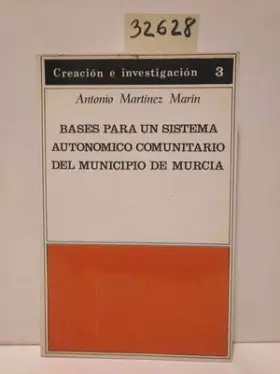 32628
Creación e investigación 3
Antonio Martínez Marín
BASES PARA UN SISTEMA
AUTONOMICO COMUNITARIO
DEL MUNICIPIO DE MURCIA